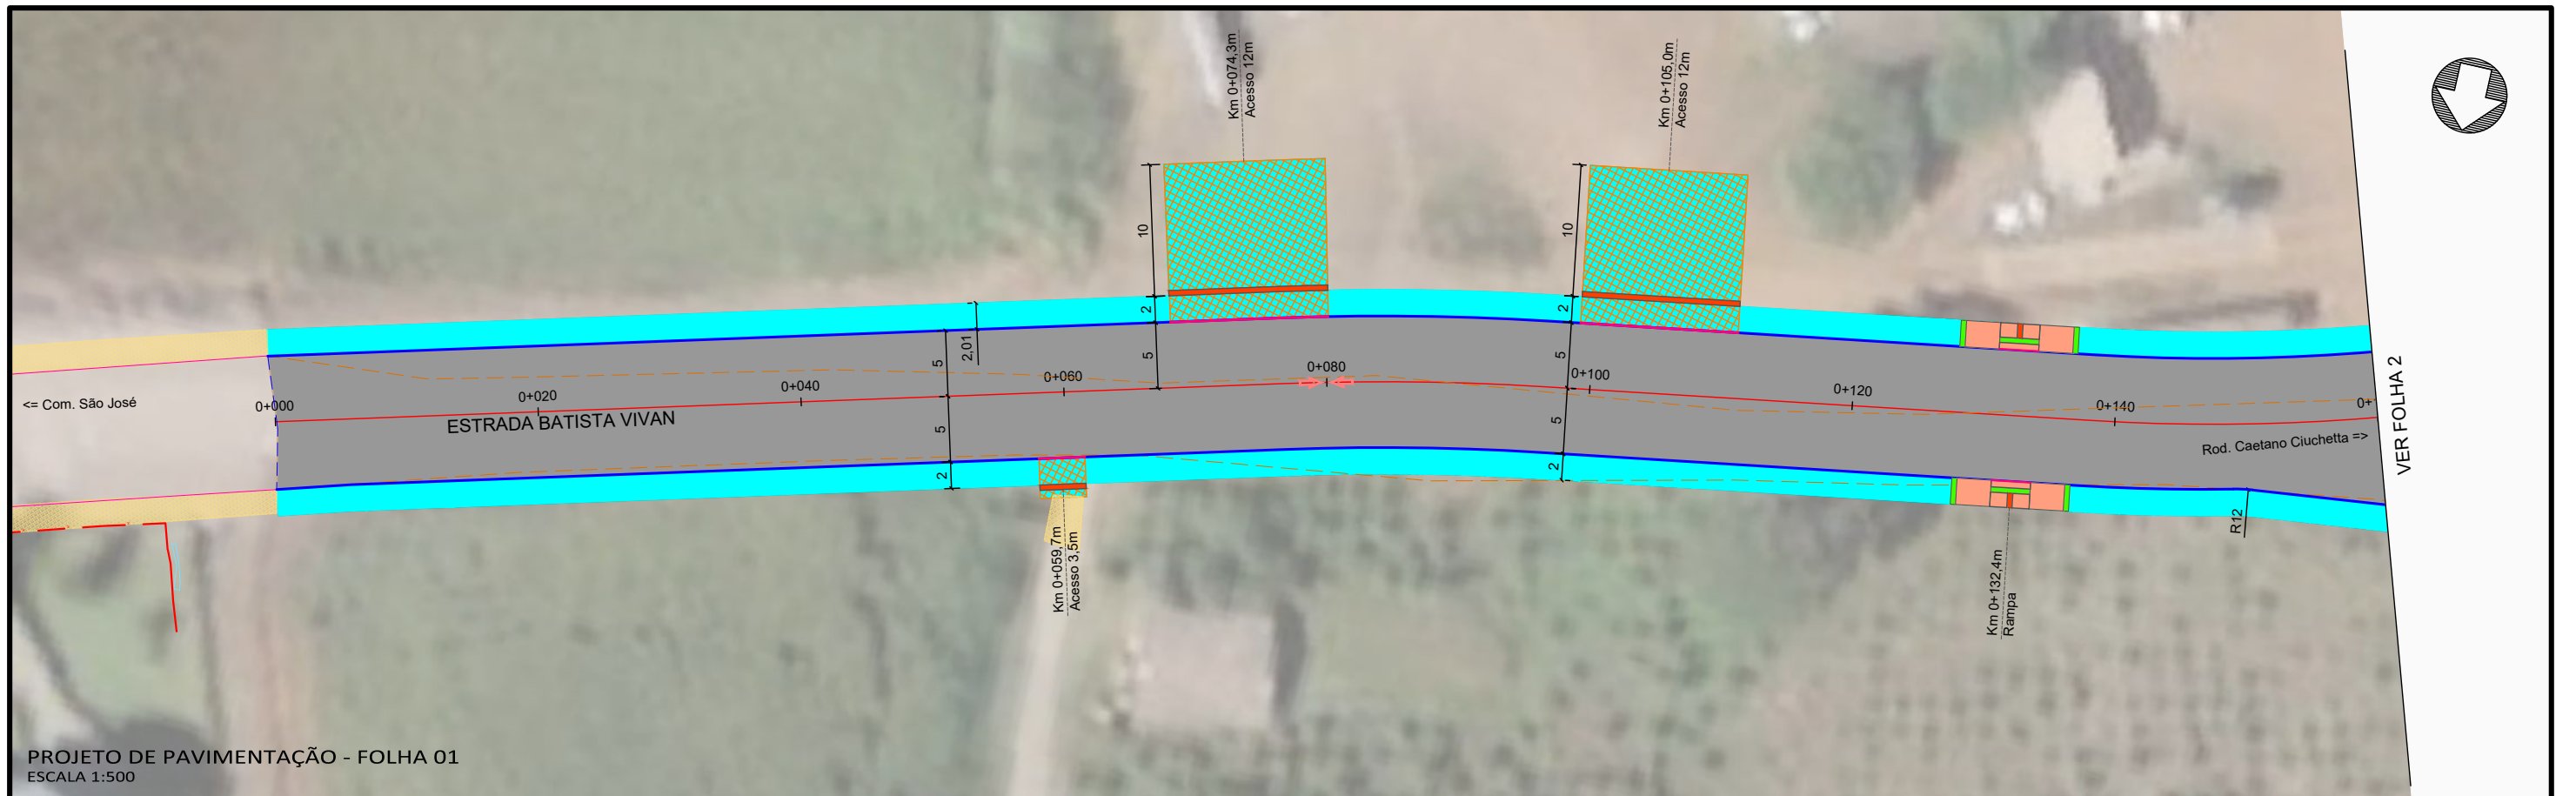 Km 0+074,3m
Acesso 12m
Km 0+105,0m
Acesso 12m
10
10
2
2
2,01
5
5
5
<= Com. São José
0+000
0+020
0+040
0+060
0+080
0+100
0+120
0+140
0+
ESTRADA BATISTA VIVAN
5
5
2
2
Rod. Caetano Ciuchetta =>
VER FOLHA 2
R12
Km 0+059,7m
Acesso 3,5m
Km 0+132,4m
Rampa
PROJETO DE PAVIMENTAÇÃO - FOLHA 01
ESCALA 1:500